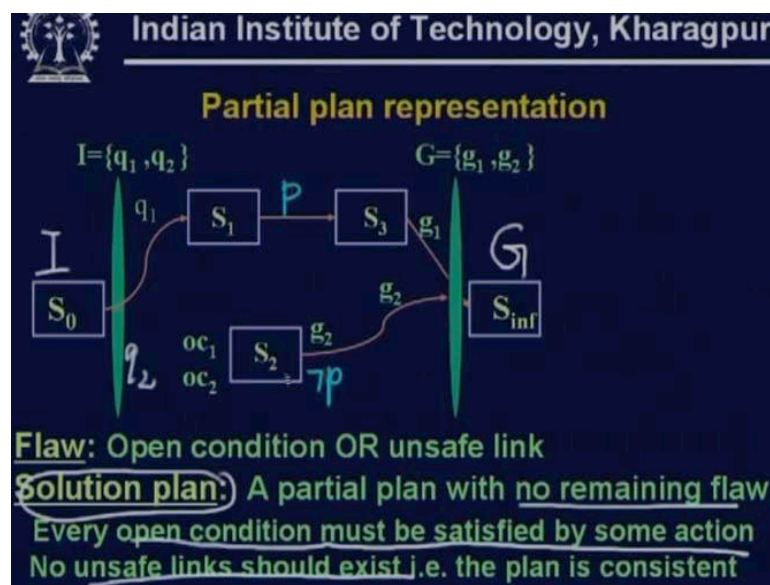 Indian Institute of Technology, Kharagpur
Partial plan representation
I={q₁ ,q₂ }
G={g₁ ,g₂ }
q₁
S₁
p
S₃
g₁
I
G
S₀
g₂
S_inf
oc₁
S₂
g₂
q₂
oc₂
¬p
Flaw: Open condition OR unsafe link
Solution plan: A partial plan with no remaining flaw
Every open condition must be satisfied by some action
No unsafe links should exist i.e. the plan is consistent